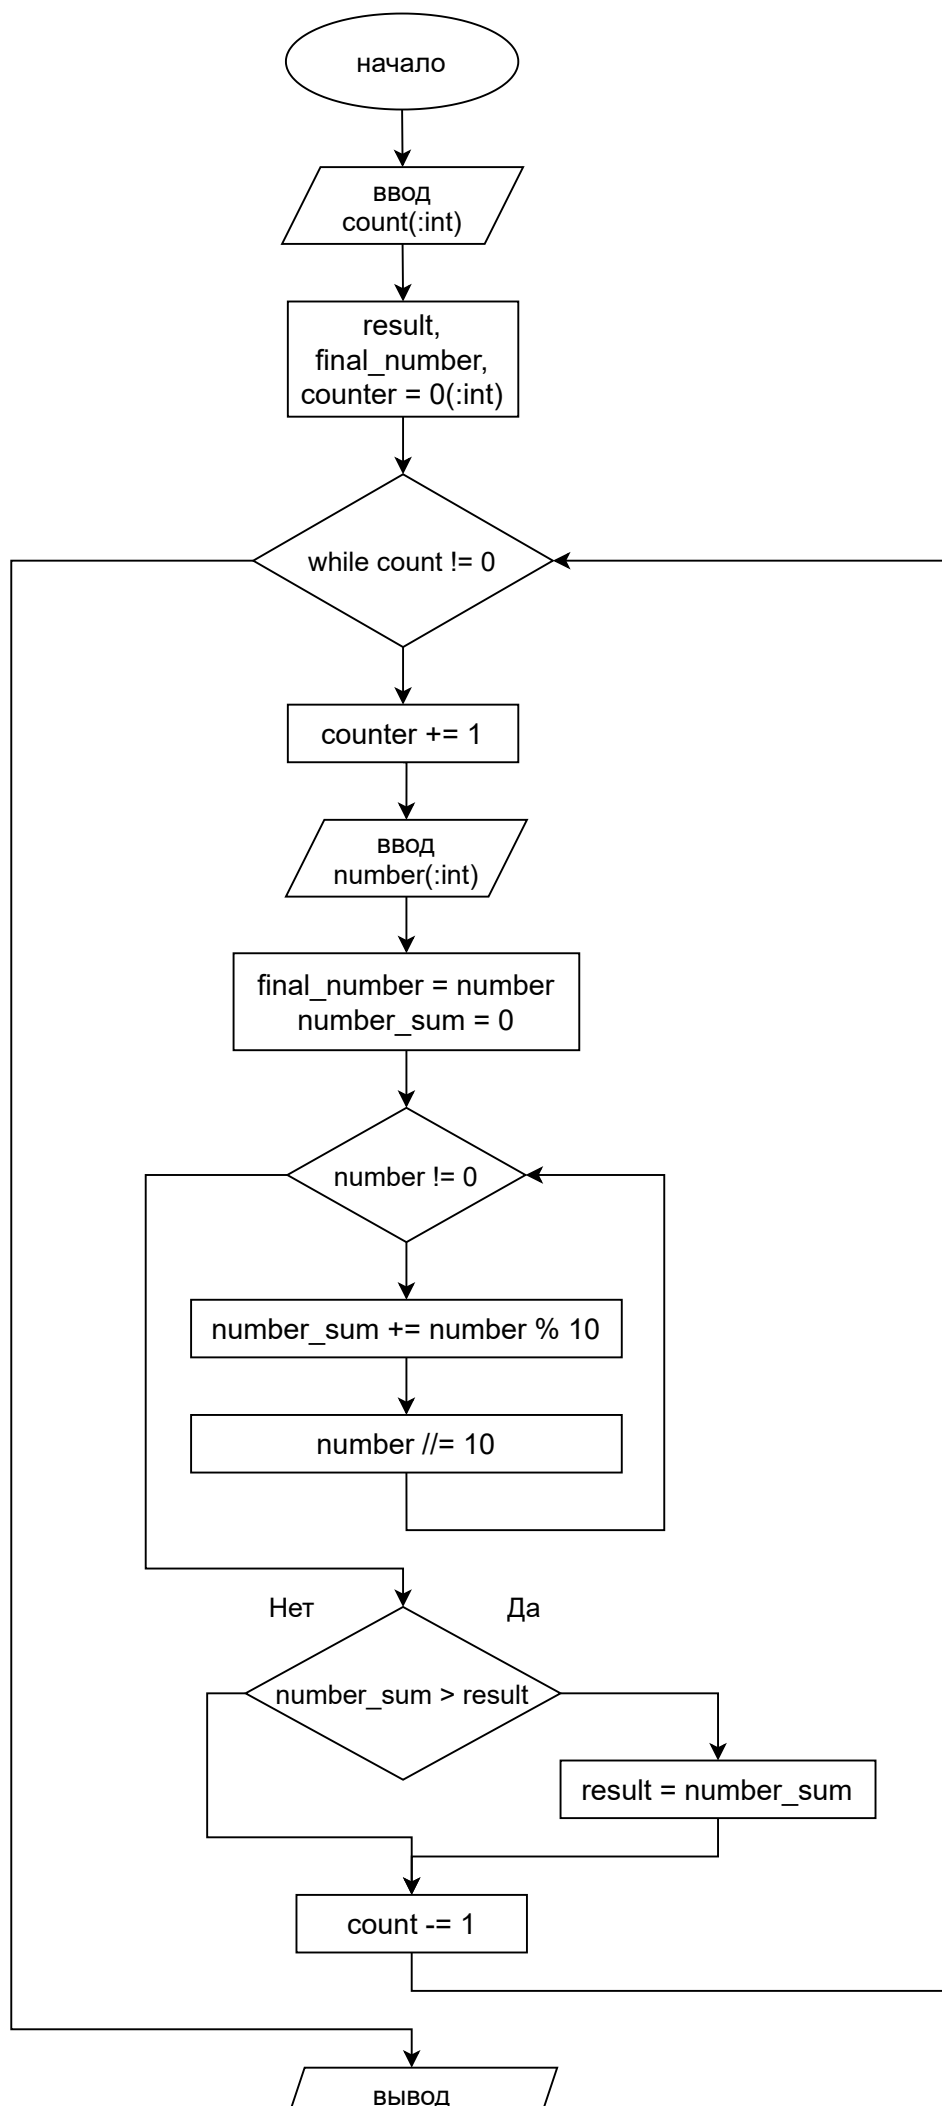 начало
ввод
count(:int)
result,
final_number,
counter = 0(:int)
while count != 0
counter += 1
ввод
number(:int)
final_number = number
number_sum = 0
number != 0
number_sum += number % 10
number //= 10
Нет
Да
number_sum > result
result = number_sum
count -= 1
вывод